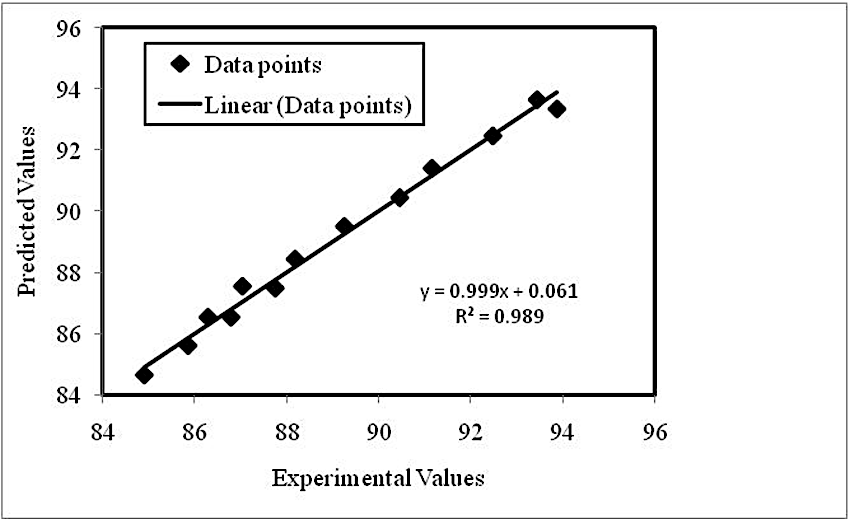 96
94
92
90
88
86
84
Predicted Values
Data points
Linear (Data points)
y = 0.999x + 0.061
R² = 0.989
84 86 88 90 92 94 96
Experimental Values